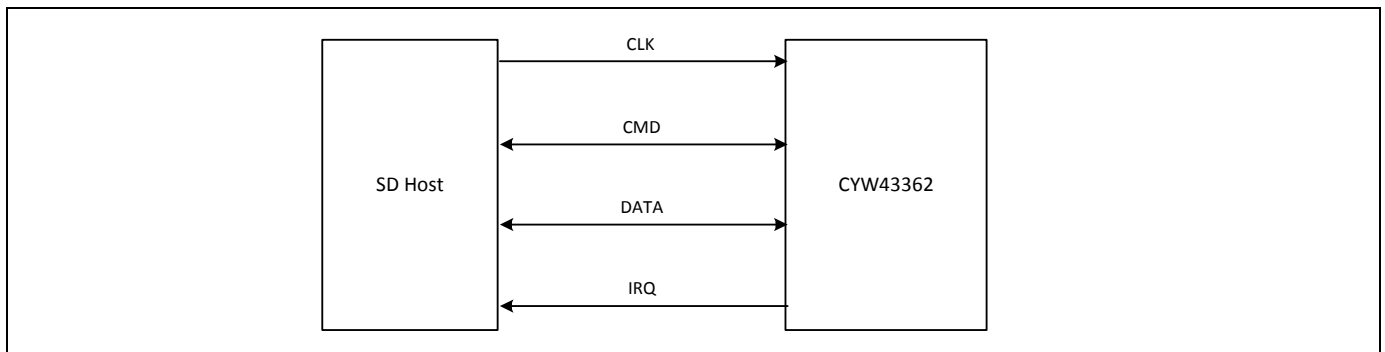 CLK
CMD
SD Host
CYW43362
DATA
IRQ